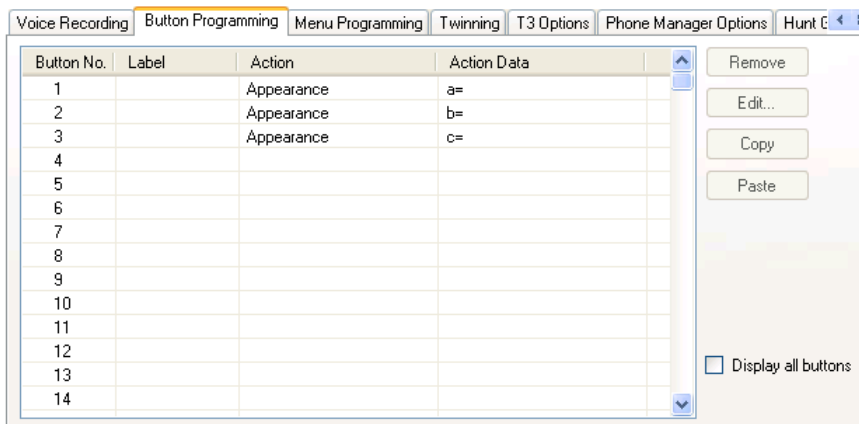 Voice Recording Button Programming Menu Programming Twinning T3 Options Phone Manager Options Hunt
Button No. Label Action Action Data
1 Appearance a=
2 Appearance b=
3 Appearance c=
4
5
6
7
8
9
10
11
12
13
14
Remove
Edit...
Copy
Paste
Display all buttons